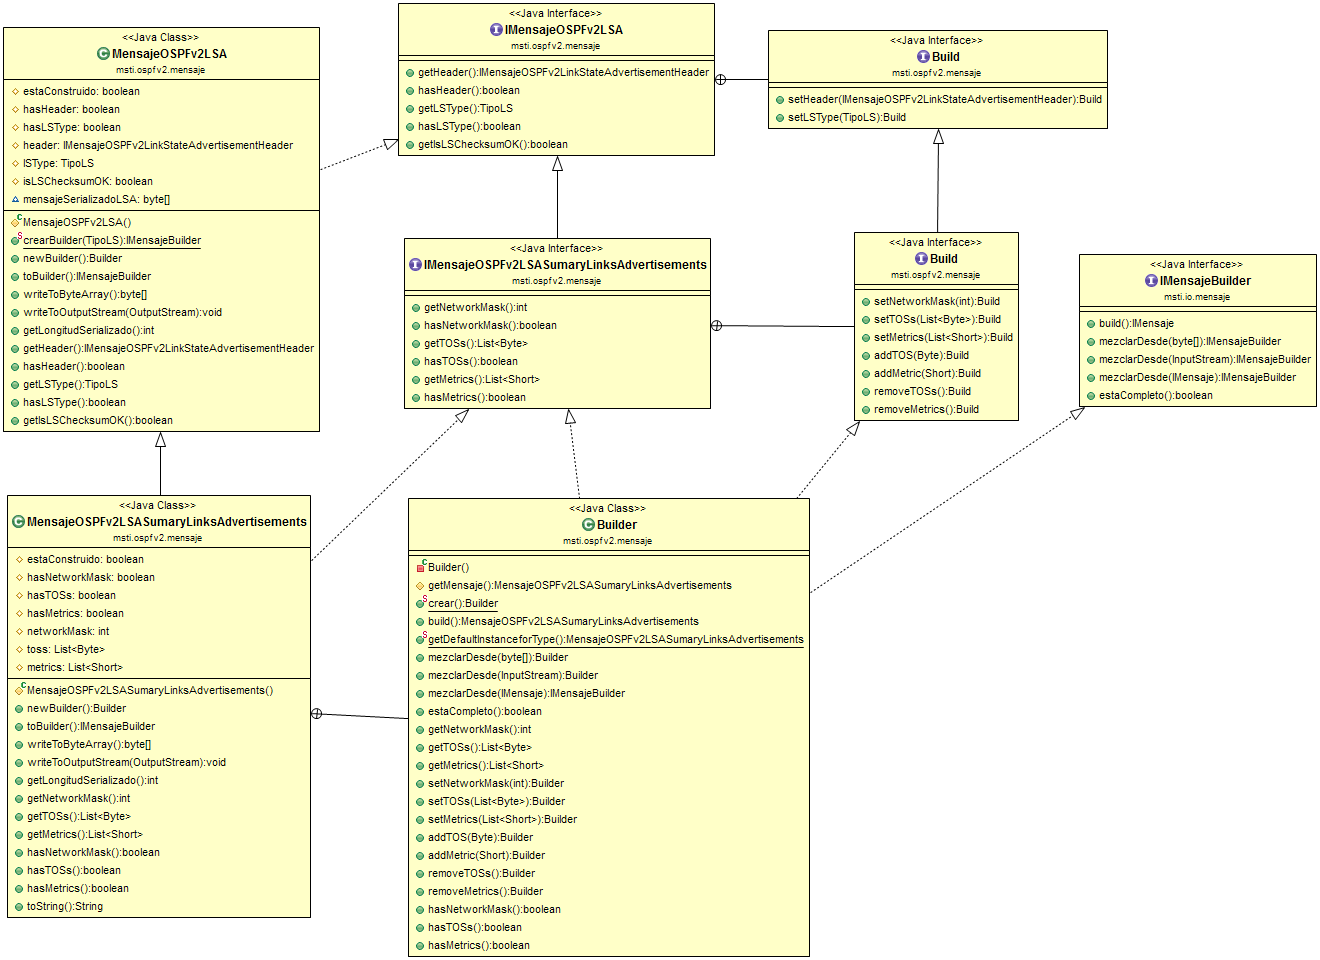 <<Java Class>>
MensajeOSPFv2LSA
msti.ospfv2.mensaje
estaConstruido: boolean
hasHeader: boolean
hasLSType: boolean
header: IMensajeOSPFv2LinkStateAdvertisementHeader
lSType: TipoLS
isLSChecksumOK: boolean
mensajeSerializadoLSA: byte[]
MensajeOSPFv2LSA()
crearBuilder(TipoLS):IMensajeBuilder
newBuilder():Builder
toBuilder():IMensajeBuilder
writeToByteArray():byte[]
writeToOutputStream(OutputStream):void
getLongitudSerializado():int
getHeader():IMensajeOSPFv2LinkStateAdvertisementHeader
hasHeader():boolean
getLSType():TipoLS
hasLSType():boolean
getIsLSChecksumOK():boolean
<<Java Interface>>
IMensajeOSPFv2LSA
msti.ospfv2.mensaje
getHeader():IMensajeOSPFv2LinkStateAdvertisementHeader
hasHeader():boolean
getLSType():TipoLS
hasLSType():boolean
getIsLSChecksumOK():boolean
<<Java Interface>>
Build
msti.ospfv2.mensaje
setHeader(IMensajeOSPFv2LinkStateAdvertisementHeader):Build
setLSType(TipoLS):Build
<<Java Interface>>
IMensajeOSPFv2LSASumaryLinksAdvertisements
msti.ospfv2.mensaje
getNetworkMask():int
hasNetworkMask():boolean
getTOSs():List<Byte>
hasTOSs():boolean
getMetrics():List<Short>
hasMetrics():boolean
<<Java Interface>>
Build
msti.ospfv2.mensaje
setNetworkMask(int):Build
setTOSs(List<Byte>):Build
setMetrics(List<Short>):Build
addTOS(Byte):Build
addMetric(Short):Build
removeTOSs():Build
removeMetrics():Build
<<Java Interface>>
IMensajeBuilder
msti.io.mensaje
build():IMensaje
mezclarDesde(byte[]):IMensajeBuilder
mezclarDesde(InputStream):IMensajeBuilder
mezclarDesde(IMensaje):IMensajeBuilder
estaCompleto():boolean
<<Java Class>>
MensajeOSPFv2LSASumaryLinksAdvertisements
msti.ospfv2.mensaje
estaConstruido: boolean
hasNetworkMask: boolean
hasTOSs: boolean
hasMetrics: boolean
networkMask: int
toss: List<Byte>
metrics: List<Short>
MensajeOSPFv2LSASumaryLinksAdvertisements()
newBuilder():Builder
toBuilder():IMensajeBuilder
writeToByteArray():byte[]
writeToOutputStream(OutputStream):void
getLongitudSerializado():int
getNetworkMask():int
getTOSs():List<Byte>
getMetrics():List<Short>
hasNetworkMask():boolean
hasTOSs():boolean
hasMetrics():boolean
toString():String
<<Java Class>>
Builder
msti.ospfv2.mensaje
Builder()
getMensaje():MensajeOSPFv2LSASumaryLinksAdvertisements
crear():Builder
build():MensajeOSPFv2LSASumaryLinksAdvertisements
getDefaultInstanceforType():MensajeOSPFv2LSASumaryLinksAdvertisements
mezclarDesde(byte[]):Builder
mezclarDesde(InputStream):Builder
mezclarDesde(IMensaje):IMensajeBuilder
estaCompleto():boolean
getNetworkMask():int
getTOSs():List<Byte>
getMetrics():List<Short>
setNetworkMask(int):Builder
setTOSs(List<Byte>):Builder
setMetrics(List<Short>):Builder
addTOS(Byte):Builder
addMetric(Short):Builder
removeTOSs():Builder
removeMetrics():Builder
hasNetworkMask():boolean
hasTOSs():boolean
hasMetrics():boolean